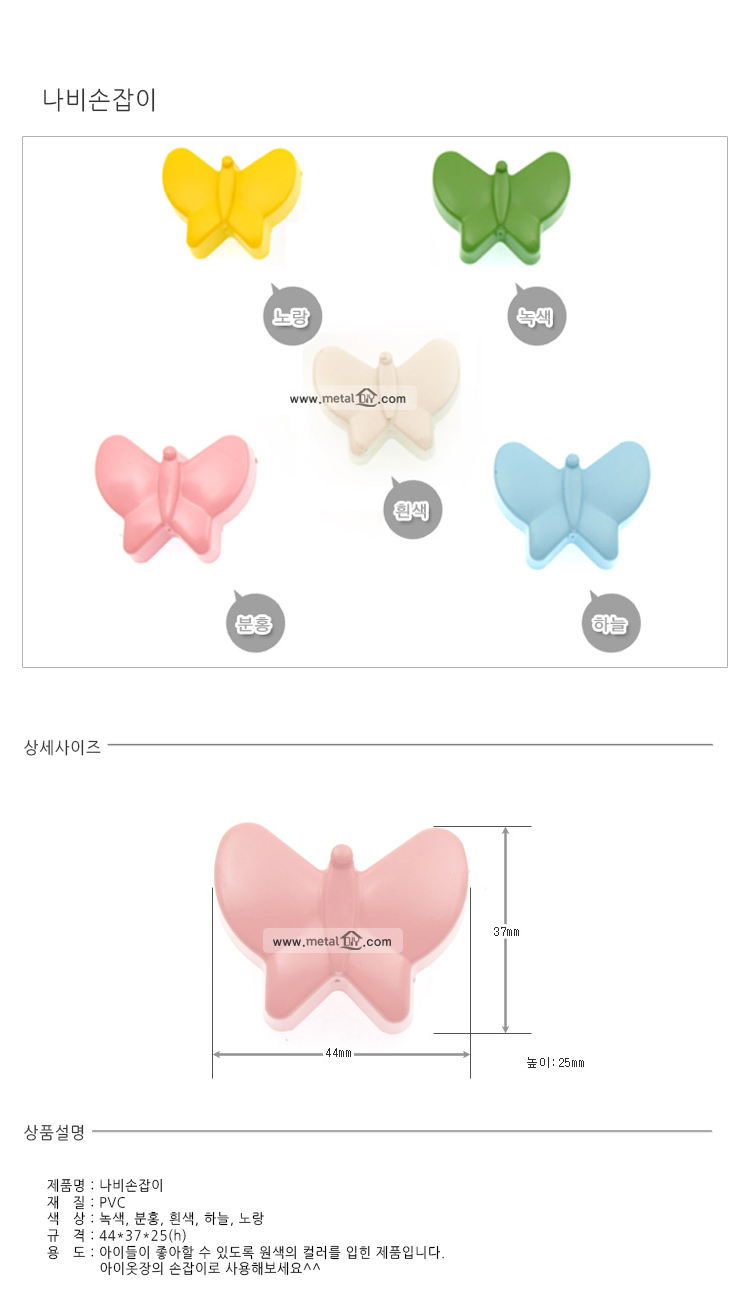 나비손잡이
노랑
녹색
www.metalDIY.com
흰색
분홍
하늘
상세사이즈
37mm
www.metalDIY.com
44mm
높이:25mm
상품설명
제품명 : 나비손잡이
재 질 : PVC
색 상 : 녹색, 분홍, 흰색, 하늘, 노랑
규 격 : 44*37*25(h)
용 도 : 아이들이 좋아할 수 있도록 원색의 컬러를 입힌 제품입니다.
아이옷장의 손잡이로 사용해보세요^^